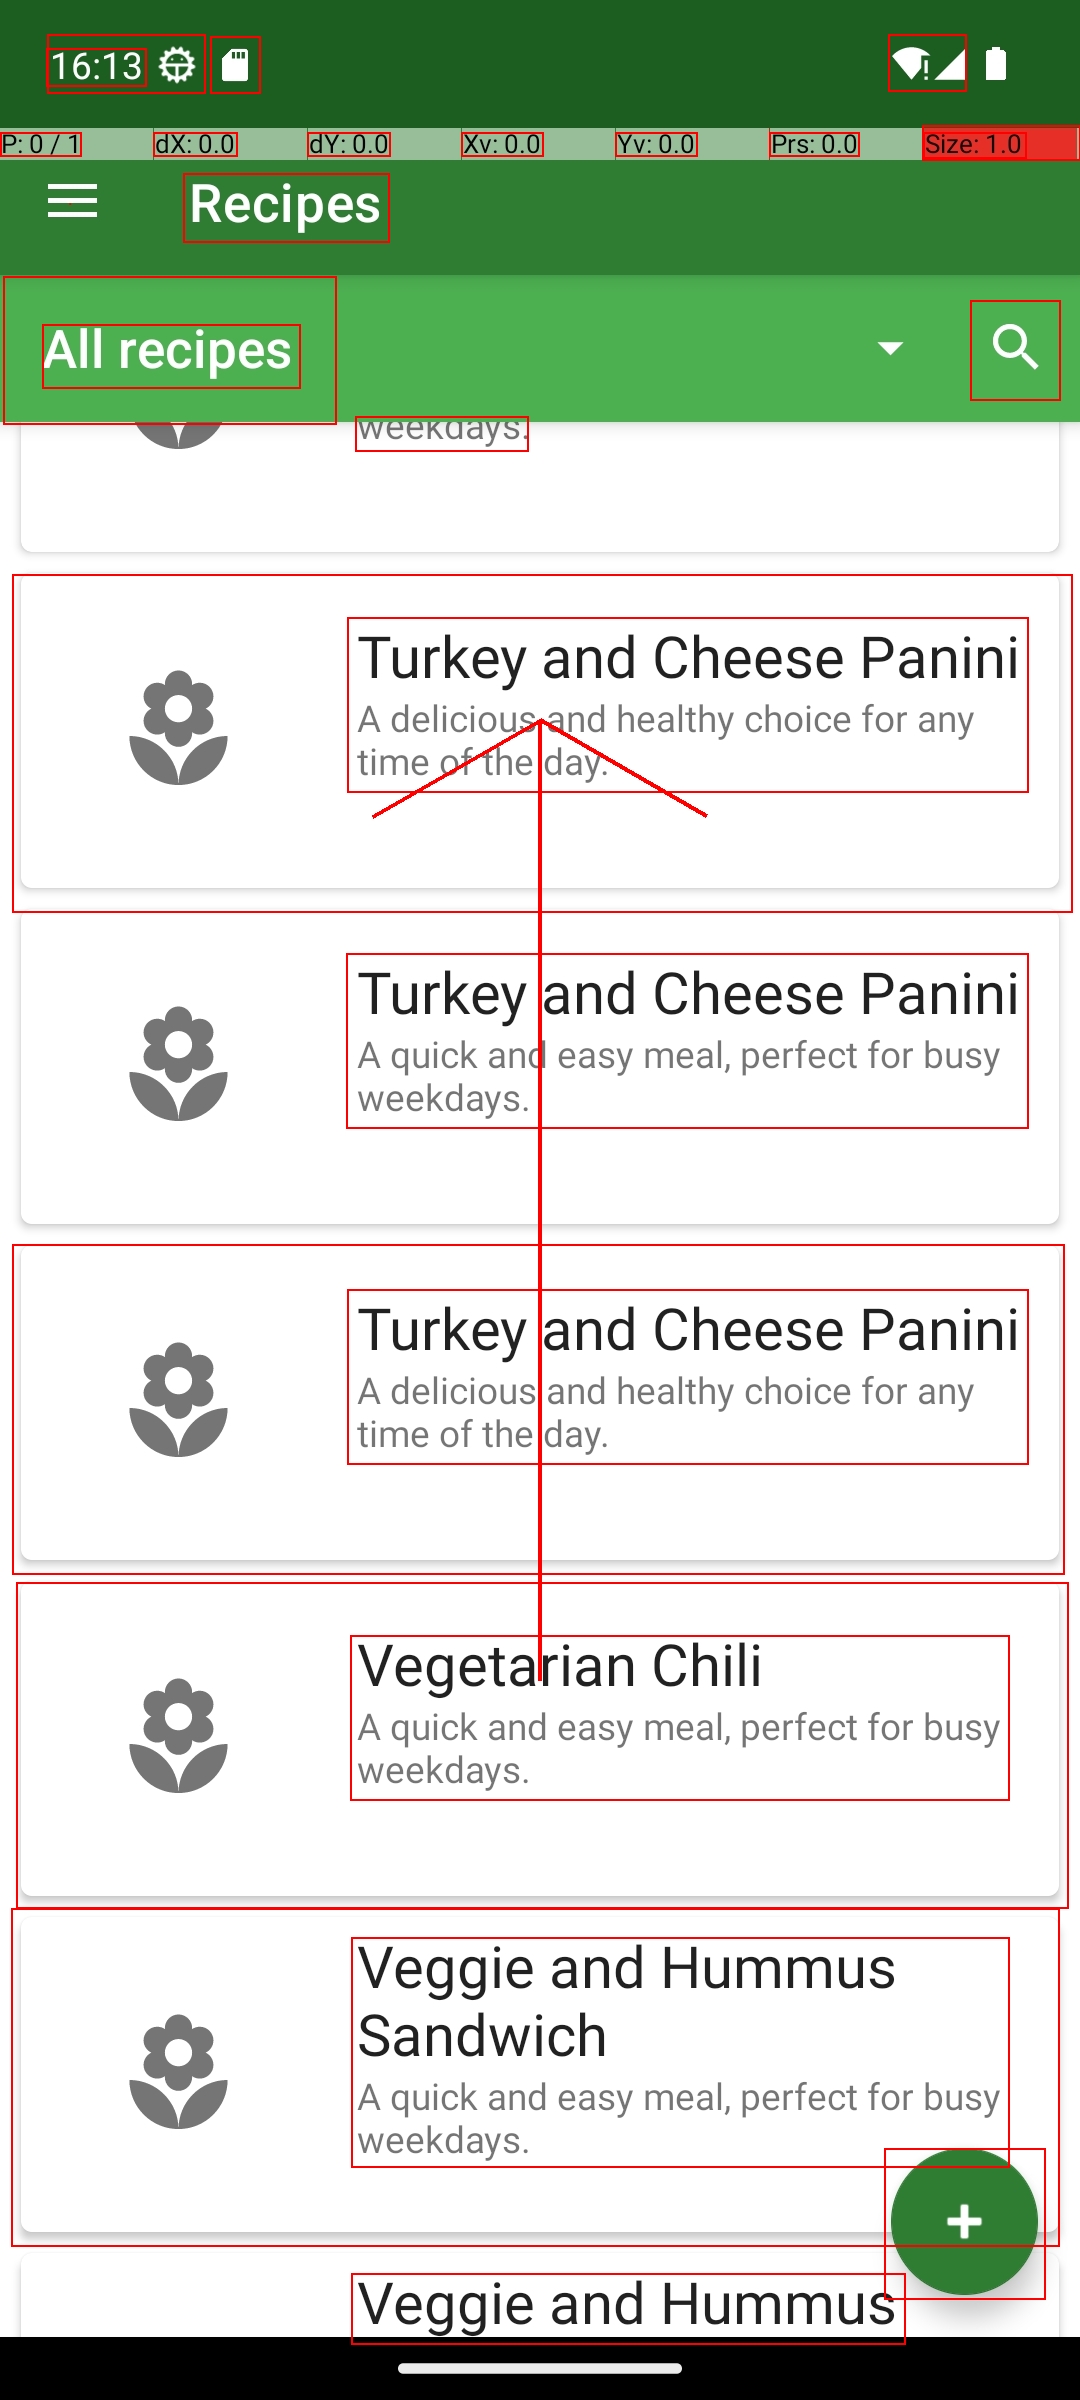 16:13
P: 0 / 1 dX: 0.0 dY: 0.0 Xv: 0.0 Yv: 0.0 Prs: 0.0 Size: 1.0
Recipes
All recipes
weekdays.
Turkey and Cheese Panini
A delicious and healthy choice for any
time of the day.
Turkey and Cheese Panini
A quick and easy meal, perfect for busy
weekdays.
Turkey and Cheese Panini
A delicious and healthy choice for any
time of the day.
Vegetarian Chili
A quick and easy meal, perfect for busy
weekdays.
Veggie and Hummus
Sandwich
A quick and easy meal, perfect for busy
weekdays.
Veggie and Hummus